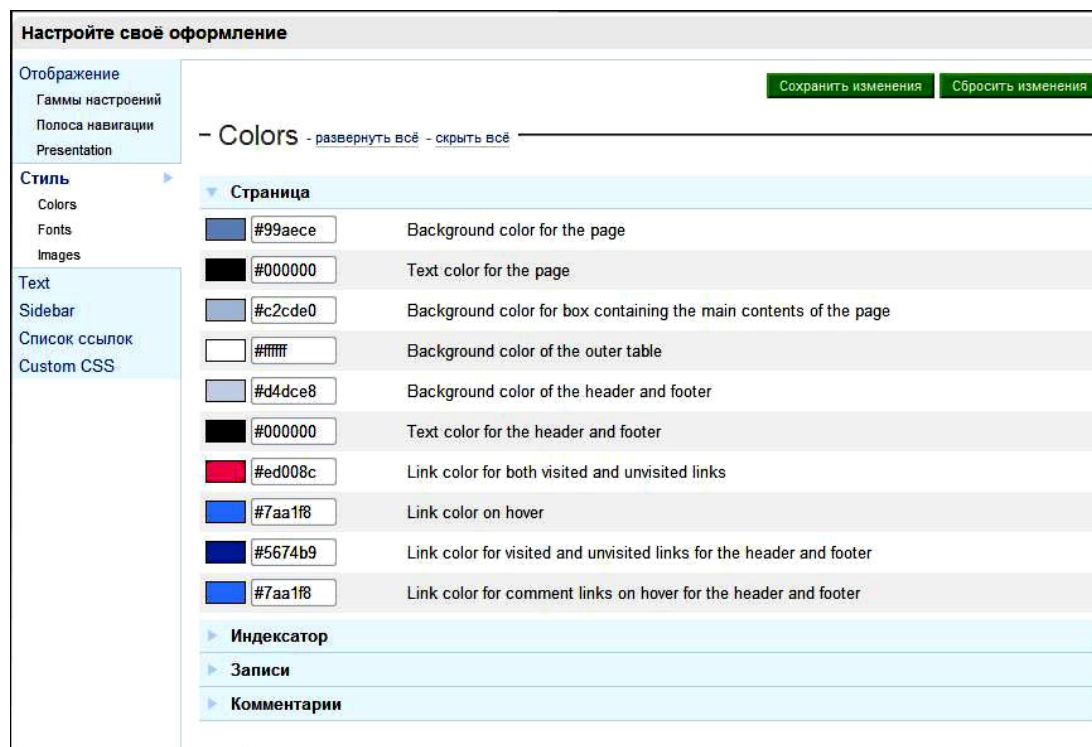 Настройте своё оформление
Отображение
Гаммы настроений
Полоса навигации
Presentation
Стиль
Colors
Fonts
Images
Text
Sidebar
Список ссылок
Custom CSS
Сохранить изменения Сбросить изменения
– Colors - развернуть всё - скрыть всё
Страница
#99aece Background color for the page
#000000 Text color for the page
#c2cde0 Background color for box containing the main contents of the page
#ffffff Background color of the outer table
#d4dce8 Background color of the header and footer
#000000 Text color for the header and footer
#ed008c Link color for both visited and unvisited links
#7aa1f8 Link color on hover
#5674b9 Link color for visited and unvisited links for the header and footer
#7aa1f8 Link color for comment links on hover for the header and footer
Индексатор
Записи
Комментарии